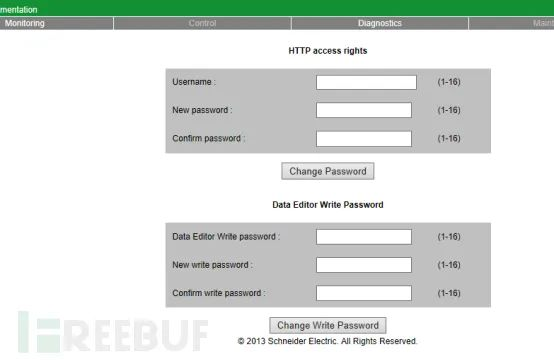 mentation
Monitoring Control Diagnostics Maint
HTTP access rights
Username : (1-16)
New password : (1-16)
Confirm password : (1-16)
Change Password
Data Editor Write Password
Data Editor Write password : (1-16)
New write password : (1-16)
Confirm write password : (1-16)
Change Write Password
© 2013 Schneider Electric. All Rights Reserved.
FREEBUF